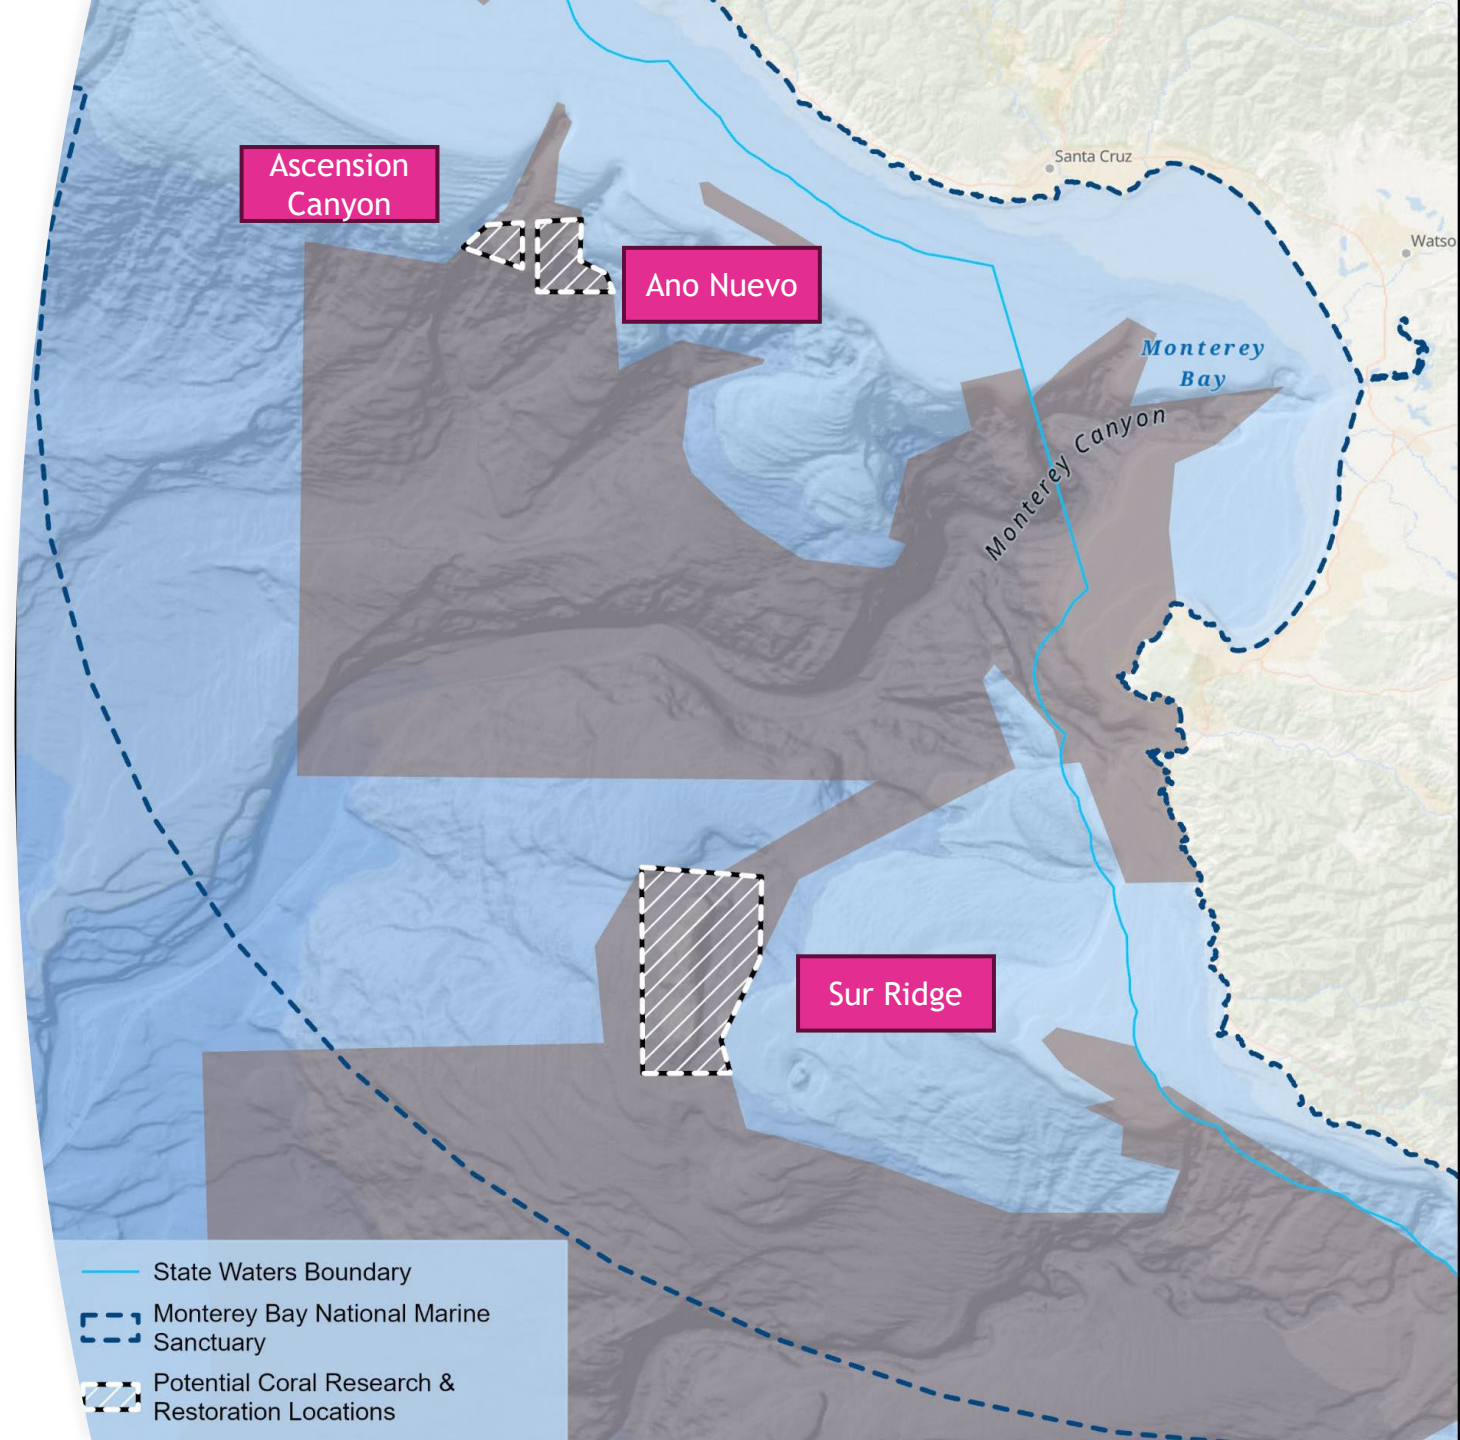 Ascension
Canyon
Santa Cruz
Watso
Ano Nuevo
Monterey
Bay
Monterey Canyon
Sur Ridge
State Waters Boundary
Monterey Bay National Marine
Sanctuary
Potential Coral Research &
Restoration Locations